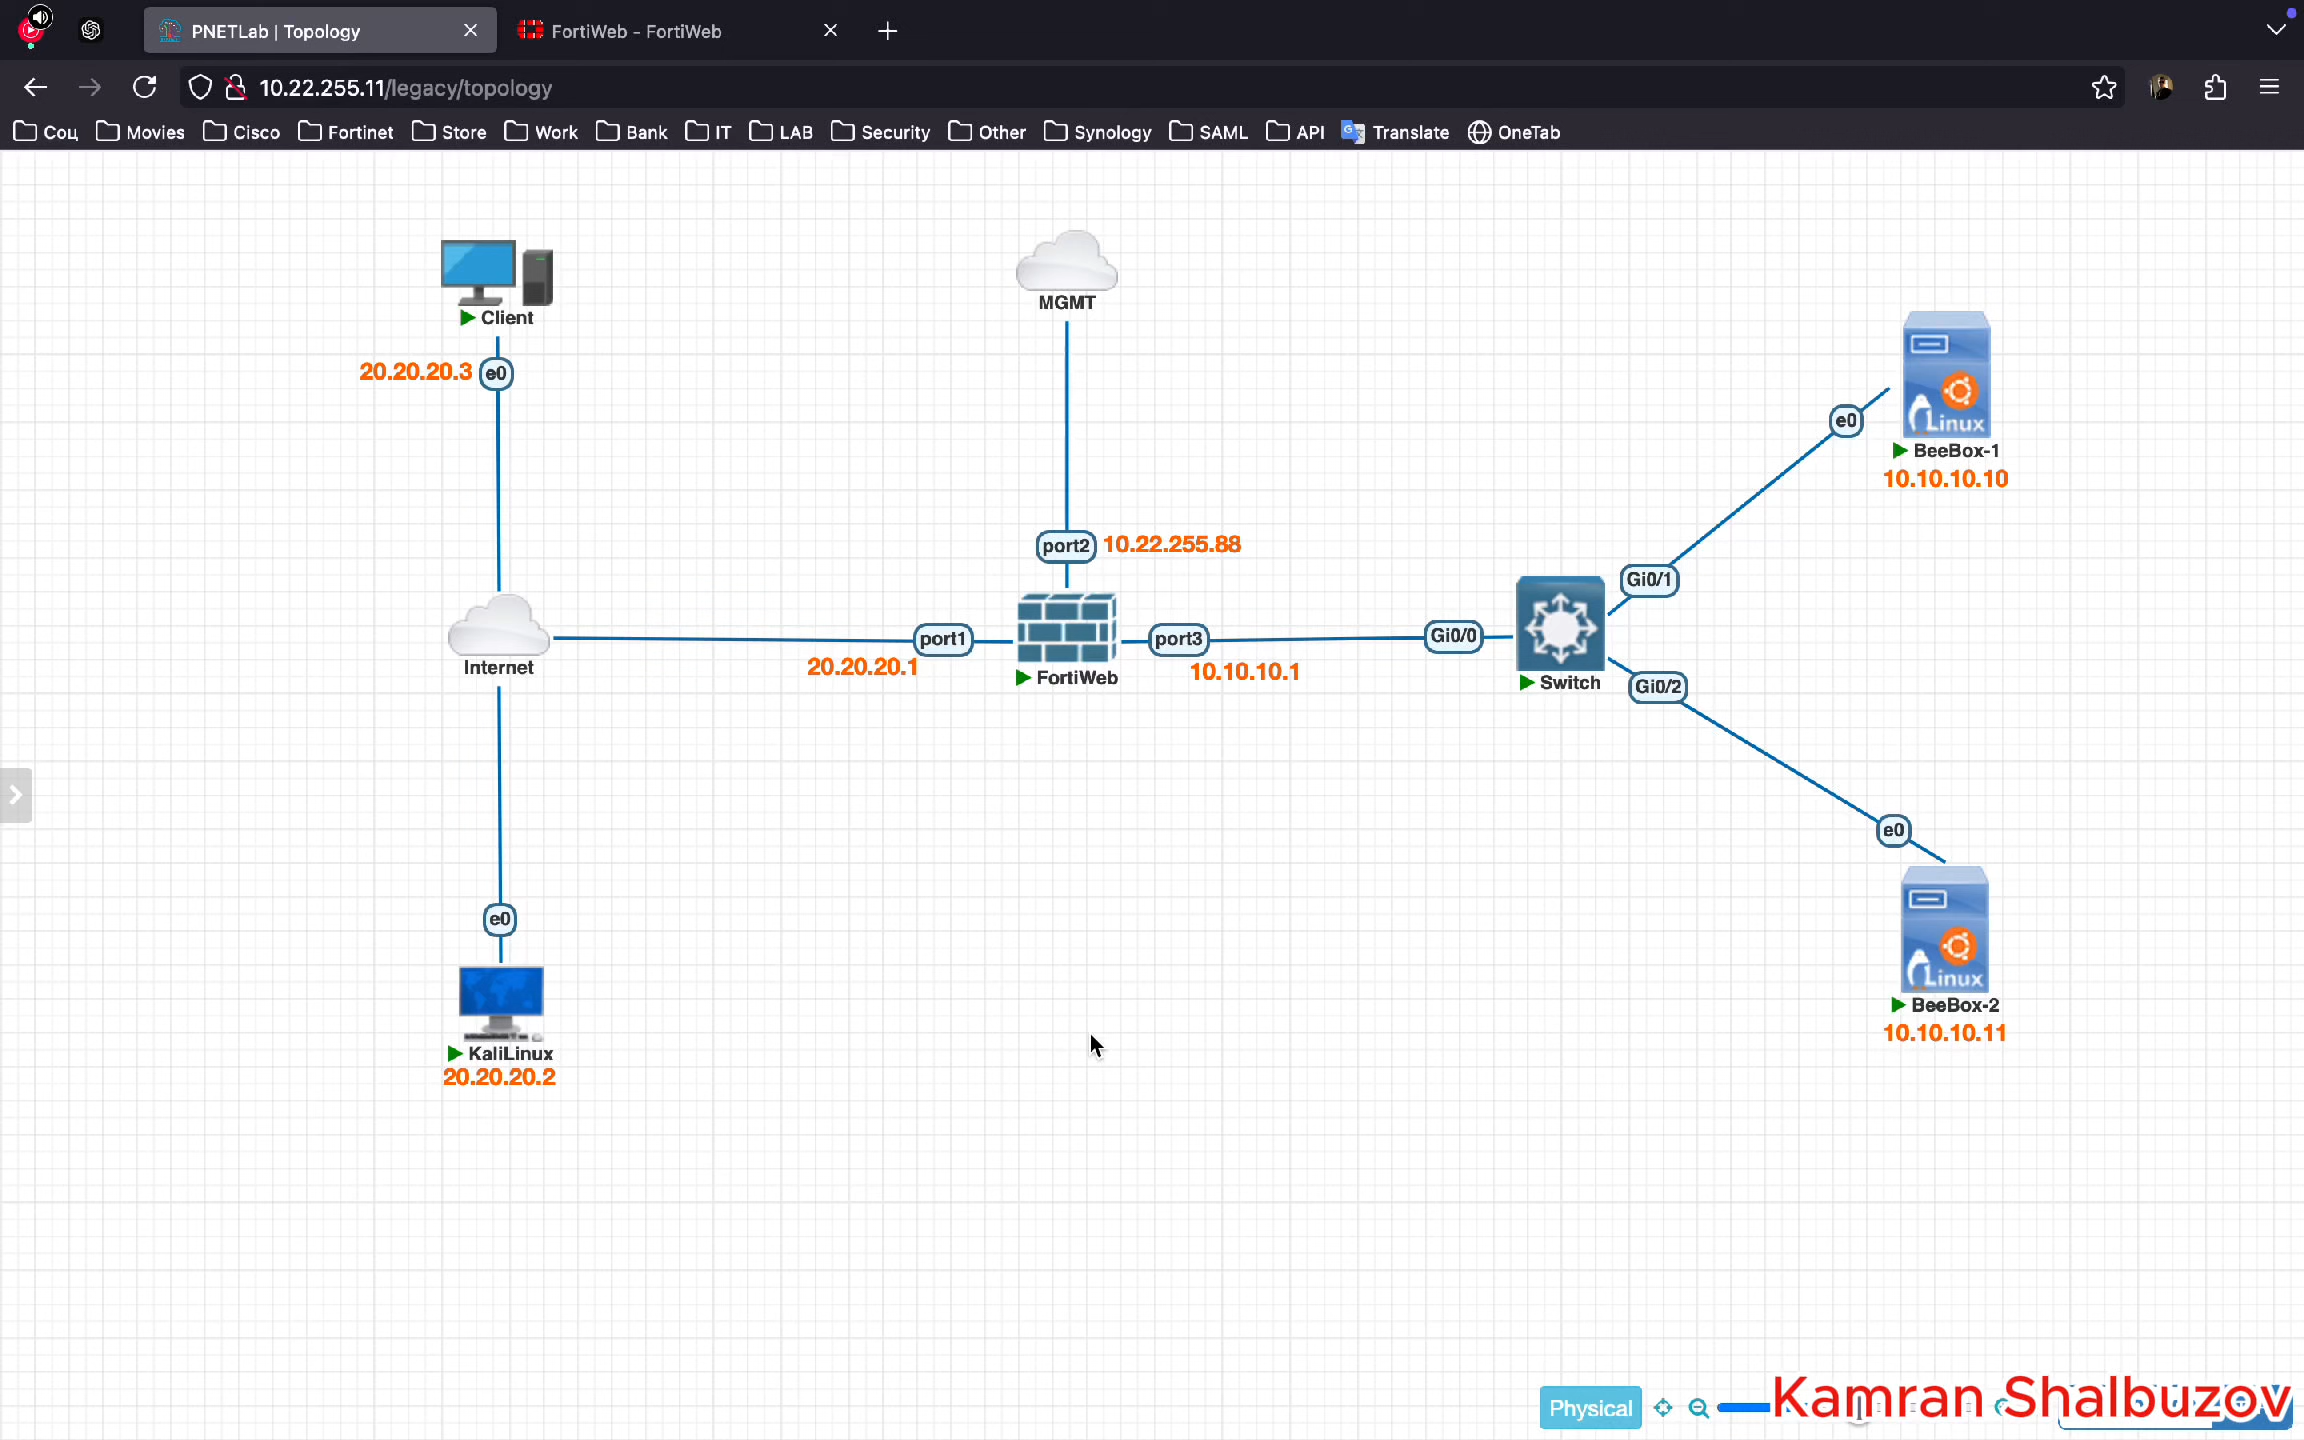 PNETLab | Topology
FortiWeb - FortiWeb
10.22.255.11/legacy/topology
Соц Movies Cisco Fortinet Store Work Bank IT LAB Security Other Synology SAML API Translate OneTab
MGMT
Client
20.20.20.3 e0
e0
Linux
BeeBox-1
10.10.10.10
port2 10.22.255.88
Gi0/1
Internet
port1
20.20.20.1
FortiWeb
port3
10.10.10.1
Gi0/0
Switch
Gi0/2
e0
Linux
BeeBox-2
10.10.10.11
e0
KaliLinux
20.20.20.2
Physical
Kamran Shalbuzov